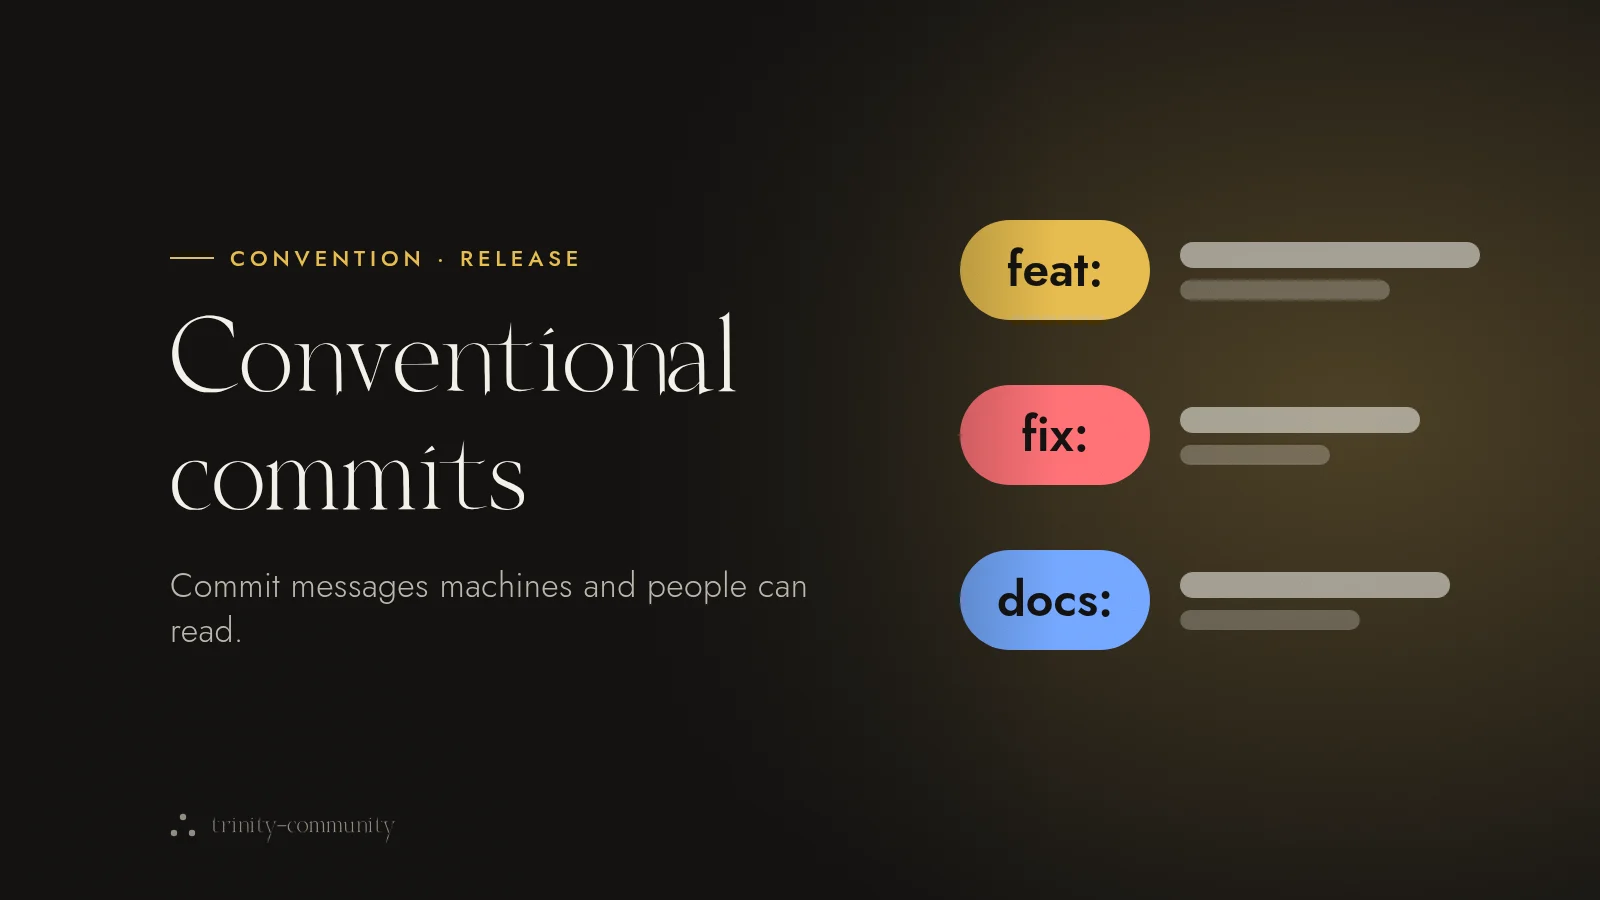 CONVENTION · RELEASE
Conventional
commits
Commit messages machines and people can
read.
feat:
fix:
docs:
trinity-community